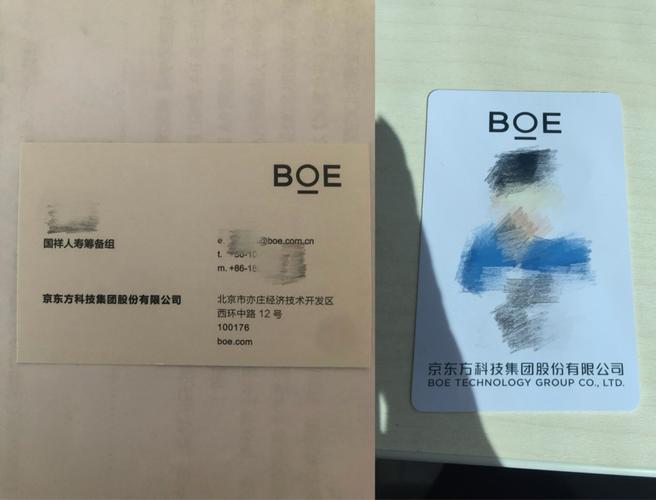 BOE
国祥人寿筹备组
e. @boe.com.cn
t.
m. +86-18
京东方科技集团股份有限公司
北京市亦庄经济技术开发区
西环中路 12 号
100176
boe.com
BOE
京东方科技集团股份有限公司
BOE TECHNOLOGY GROUP CO., LTD.